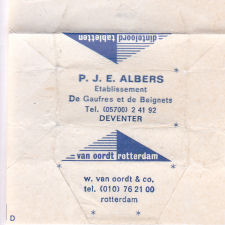 dinteloord tabletten
P. J. E. ALBERS
Etablissement
De Gaufres et de Beignets
Tel. (05700) 2 41 92
DEVENTER
van oordt rotterdam
w. van oordt & co.
tel. (010) 76 21 00
rotterdam
D